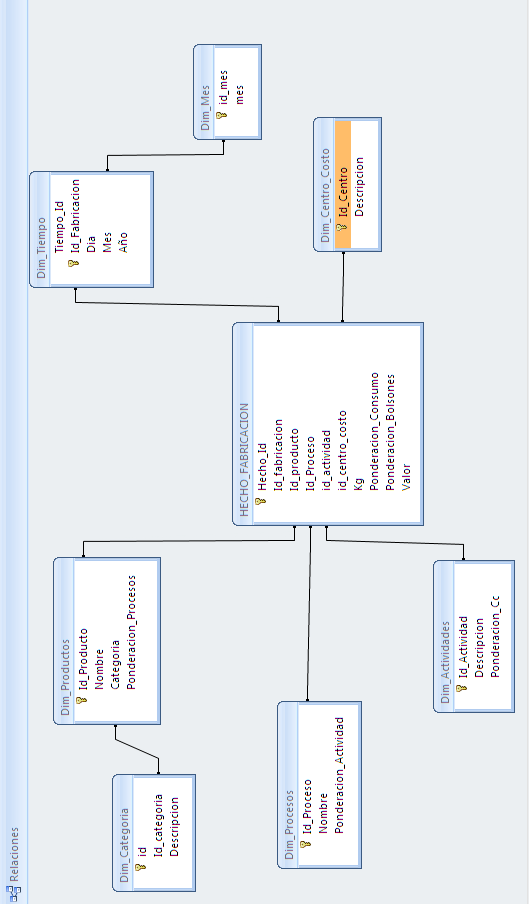 Relaciones
Dim_Categoria
id
Id_categoria
Descripcion
Dim_Productos
Id_Producto
Nombre
Categoria
Ponderacion_Procesos
Dim_Tiempo
Tiempo_Id
Id_Fabricacion
Dia
Mes
Año
Dim_Mes
id_mes
mes
HECHO_FABRICACION
Hecho_Id
Id_fabricacion
Id_producto
Id_Proceso
id_actividad
id_centro_costo
Kg
Ponderacion_Consumo
Ponderacion_Bolsones
Valor
Dim_Centro_Costo
Id_Centro
Descripcion
Dim_Procesos
Id_Proceso
Nombre
Ponderacion_Actividad
Dim_Actividades
Id_Actividad
Descripcion
Ponderacion_Cc